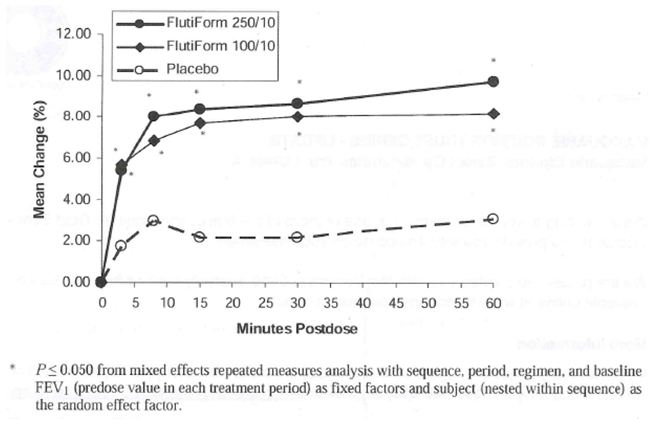 FlutiForm 250/10
FlutiForm 100/10
Placebo
12.00
10.00
8.00
6.00
4.00
2.00
0.00
Mean Change (%)
0 5 10 15 20 25 30 35 40 45 50 55 60
Minutes Postdose
* P ≤ 0.050 from mixed effects repeated measures analysis with sequence, period, regimen, and baseline
FEV1 (predose value in each treatment period) as fixed factors and subject (nested within sequence) as
the random effect factor.